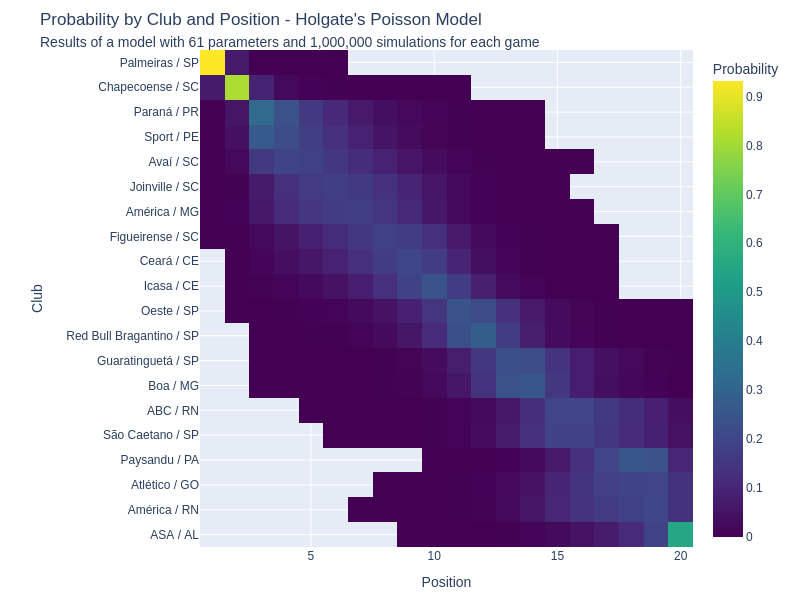 Probability by Club and Position - Holgate's Poisson Model
Results of a model with 61 parameters and 1,000,000 simulations for each game
Probability
Club
Palmeiras / SP
Chapecoense / SC
Paraná / PR
Sport / PE
Avaí / SC
Joinville / SC
América / MG
Figueirense / SC
Ceará / CE
Icasa / CE
Oeste / SP
Red Bull Bragantino / SP
Guaratinguetá / SP
Boa / MG
ABC / RN
São Caetano / SP
Paysandu / PA
Atlético / GO
América / RN
ASA / AL
5
10
15
20
Position
0.9
0.8
0.7
0.6
0.5
0.4
0.3
0.2
0.1
0